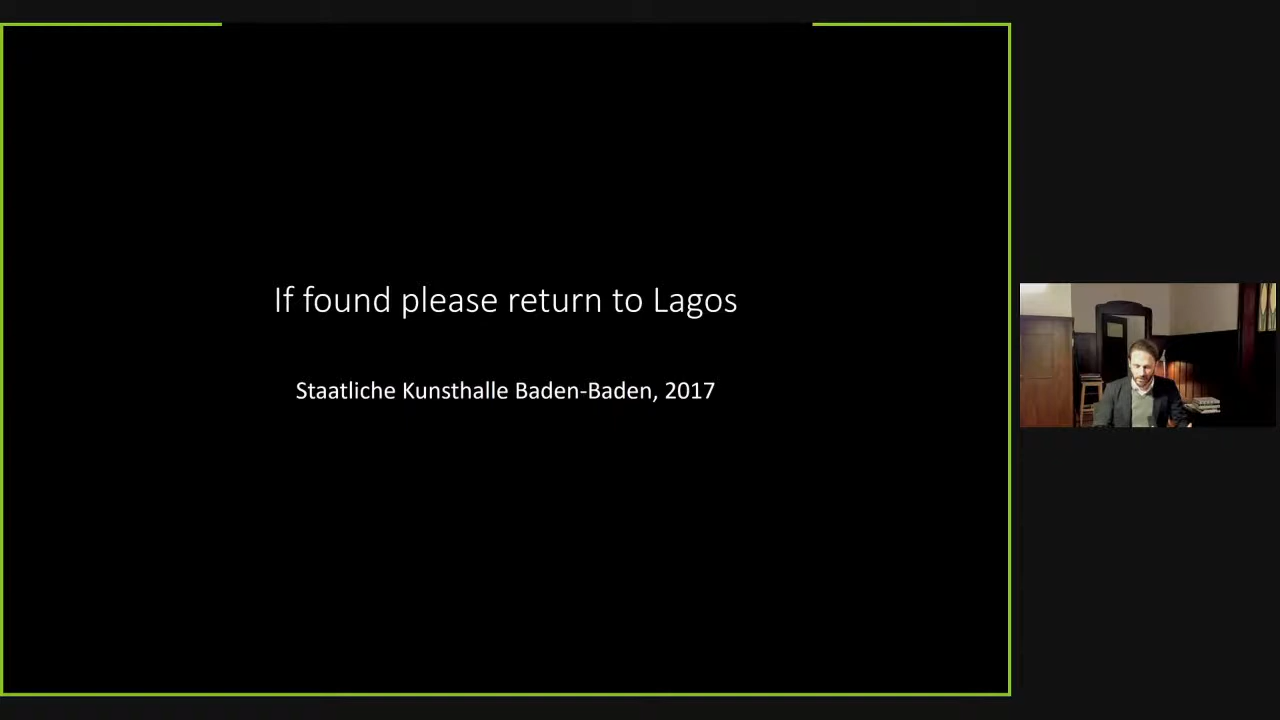 If found please return to Lagos
Staatliche Kunsthalle Baden-Baden, 2017